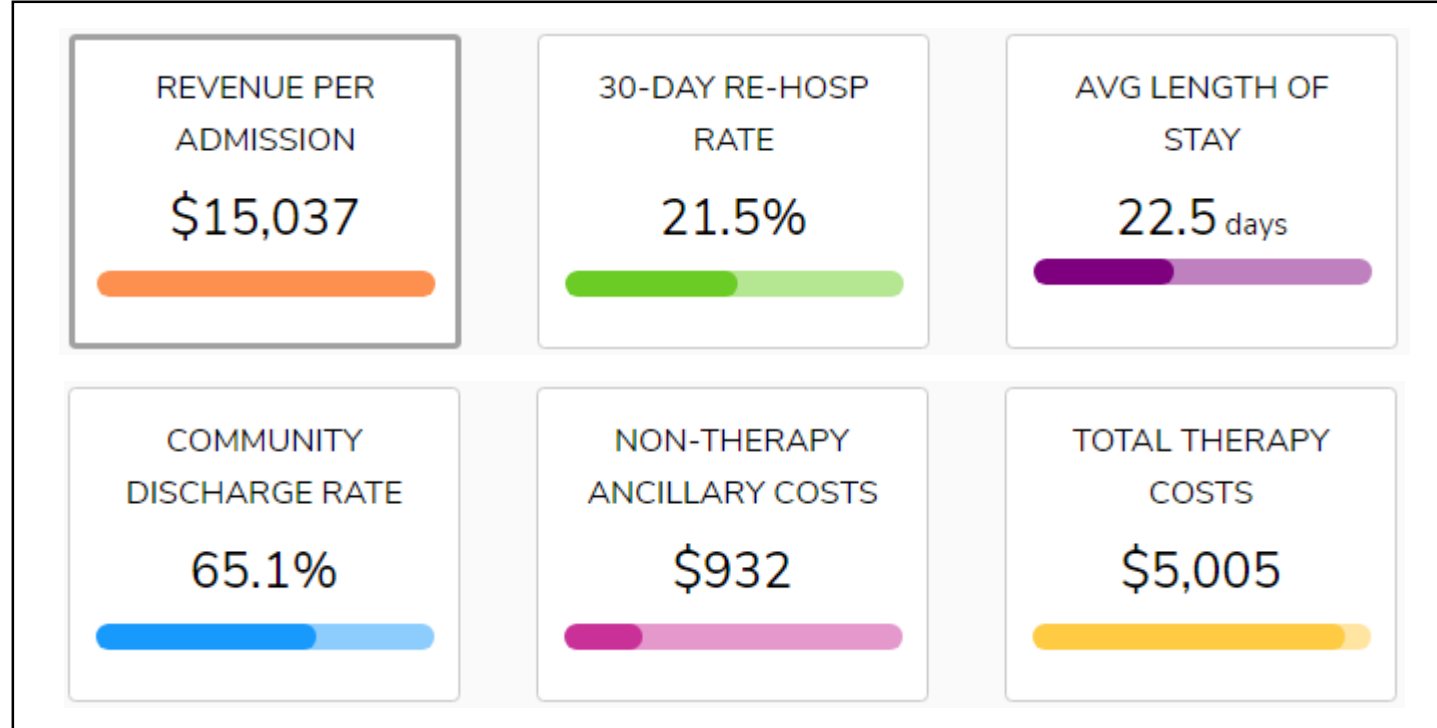 REVENUE PER
ADMISSION
$15,037
30-DAY RE-HOSP
RATE
21.5%
AVG LENGTH OF
STAY
22.5 days
COMMUNITY
DISCHARGE RATE
65.1%
NON-THERAPY
ANCILLARY COSTS
$932
TOTAL THERAPY
COSTS
$5,005